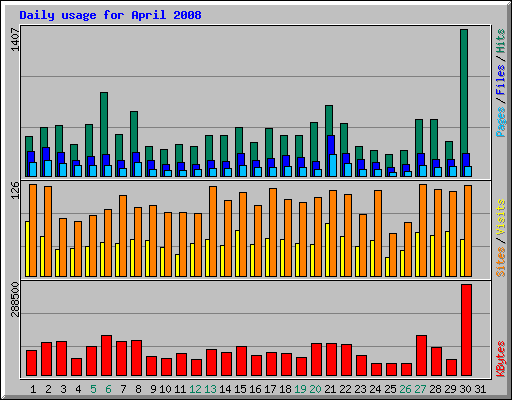 Daily usage for April 2008
1407
Pages / Files / Hits
126
Sites / Visits
288500
KBytes
1 2 3 4 5 6 7 8 9 10 11 12 13 14 15 16 17 18 19 20 21 22 23 24 25 26 27 28 29 30 31